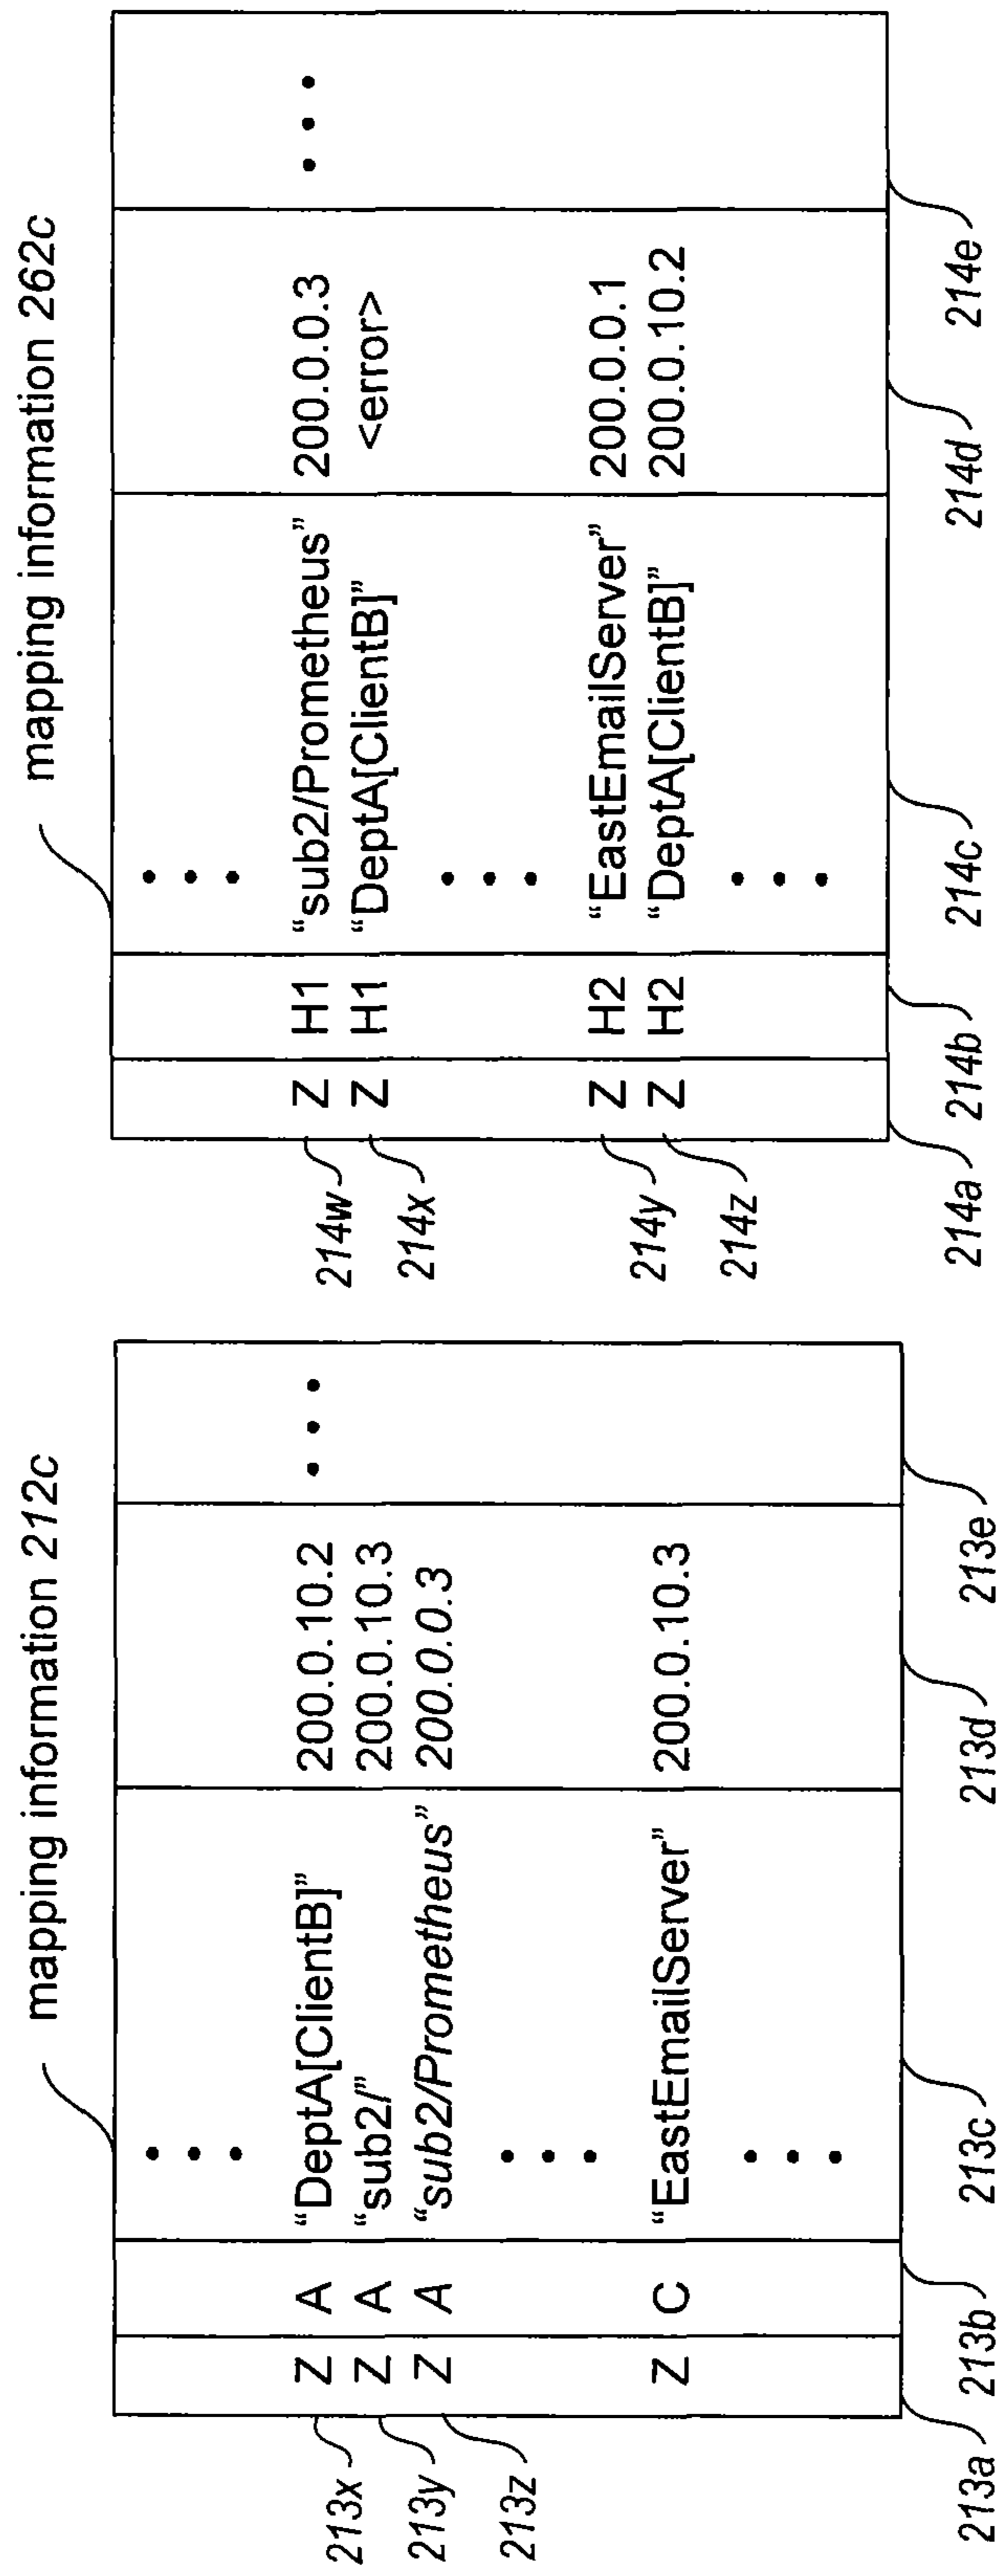 mapping information 212c
Z A “DeptA[ClientB]” 200.0.10.2 • • •
Z A “sub2/” 200.0.10.3
Z A “sub2/Prometheus” 200.0.0.3
Z C “EastEmailServer” 200.0.10.3
213x
213y
213z
213a 213b 213c 213d 213e
mapping information 262c
Z H1 “sub2/Prometheus” 200.0.0.3 • • •
Z H1 “DeptA[ClientB]” <error>
Z H2 “EastEmailServer” 200.0.0.1
Z H2 “DeptA[ClientB]” 200.0.10.2
214w
214x
214y
214z
214a 214b 214c 214d 214e